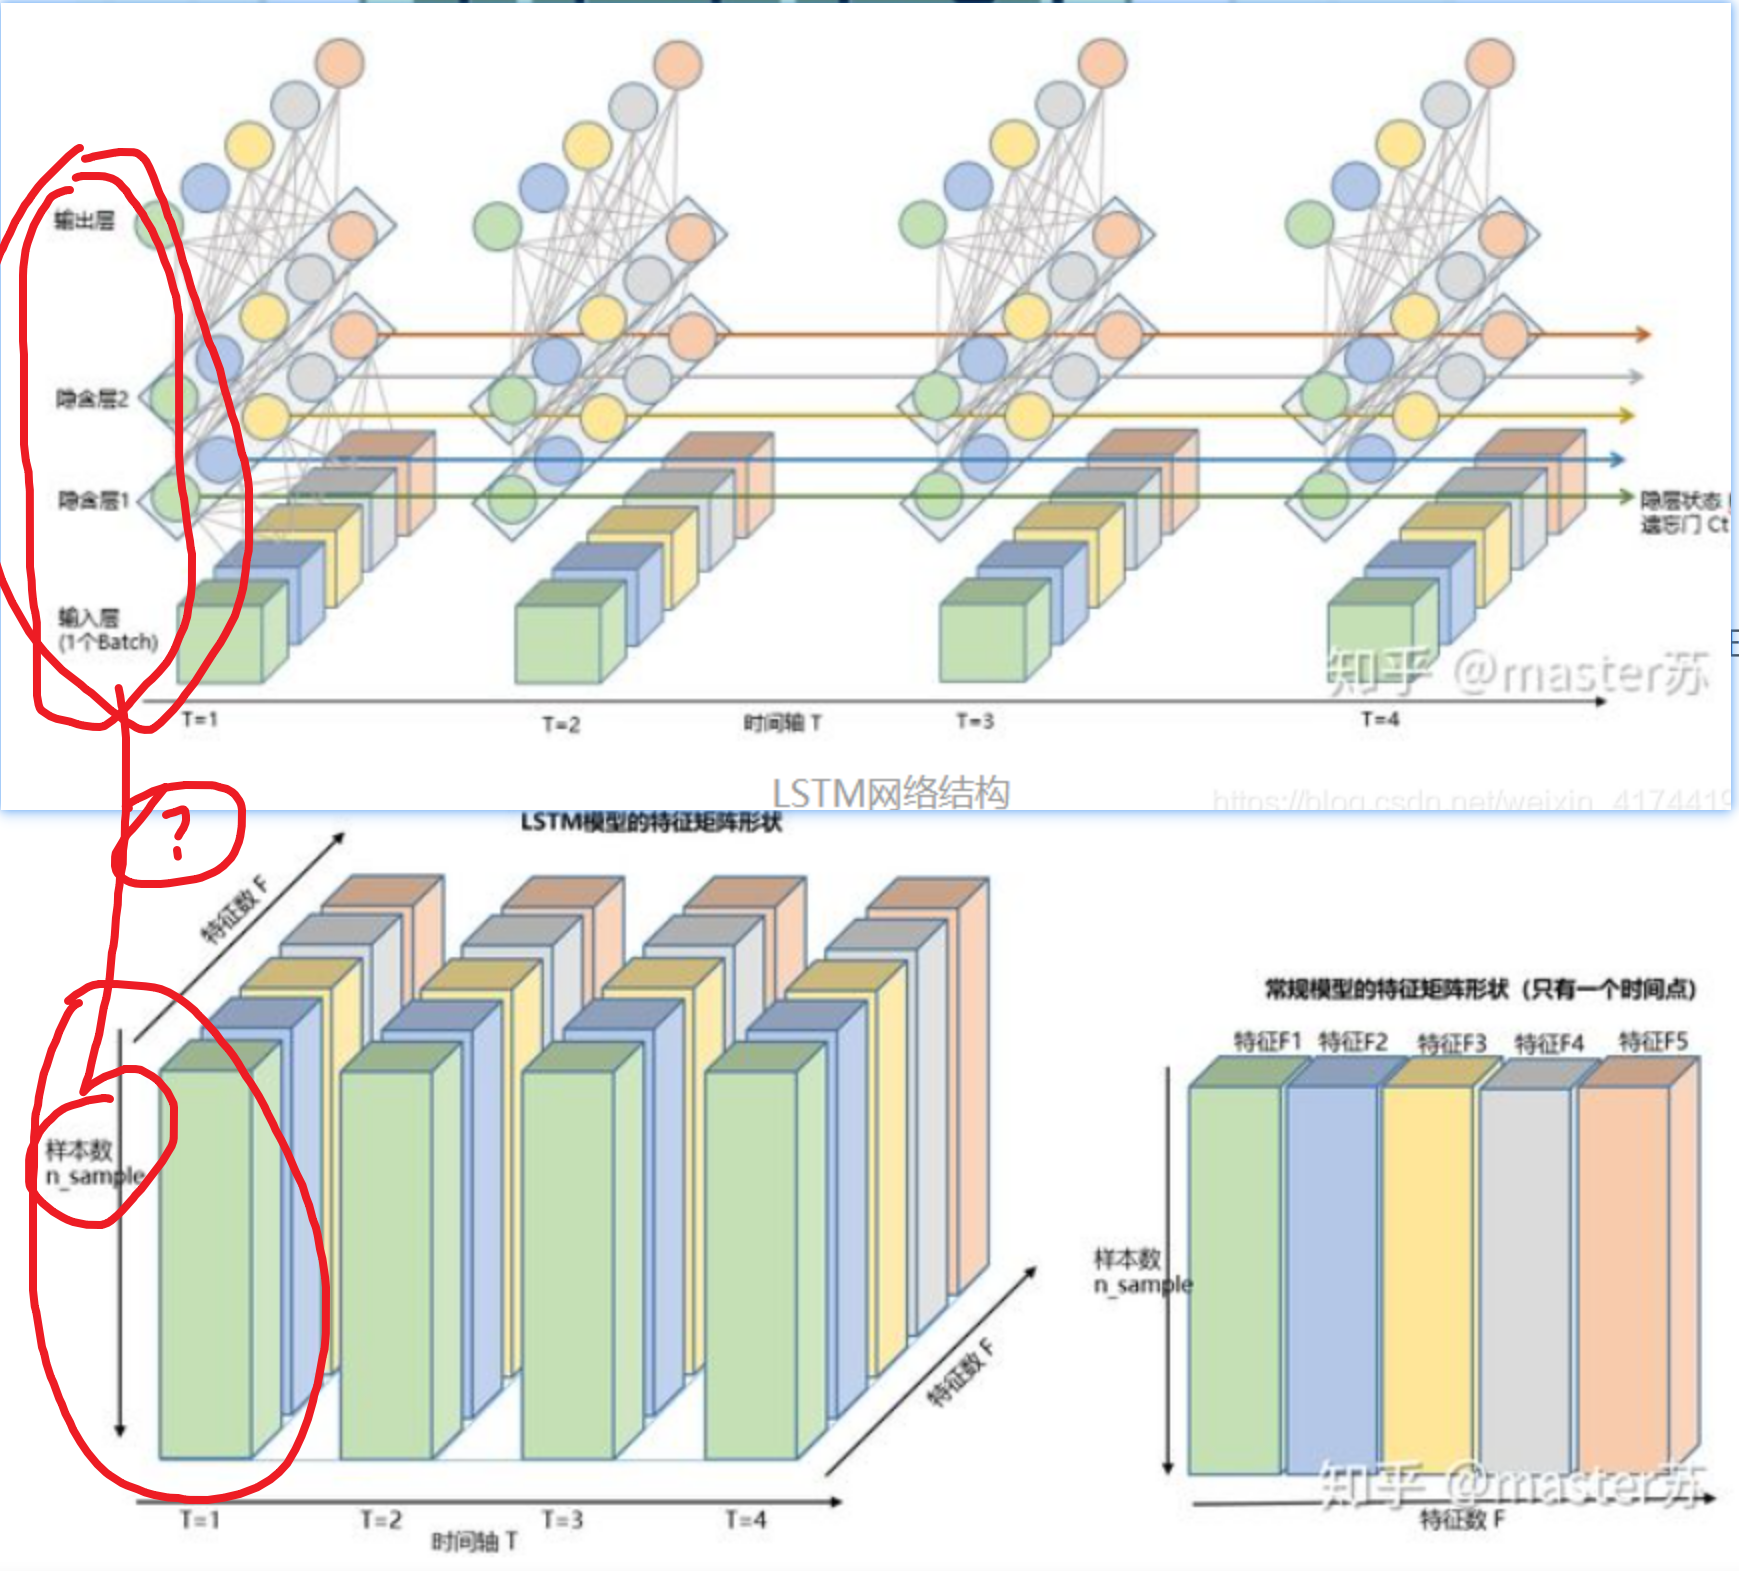 输出层
隐含层2
隐含层1
隐层状态
遗忘门 Ct
输入层
(1个Batch)
知乎 @master苏
T=1
T=2
时间轴 T
T=3
T=4
LSTM网络结构
https://blog.csdn.net/weixin_4174419
?
LSTM模型的特征矩阵形状
特征数 F
样本数
n_sample
特征数 F
T=1
T=2
T=3
T=4
时间轴 T
常规模型的特征矩阵形状（只有一个时间点）
特征F1
特征F2
特征F3
特征F4
特征F5
样本数
n_sample
知乎 @master苏
特征数 F